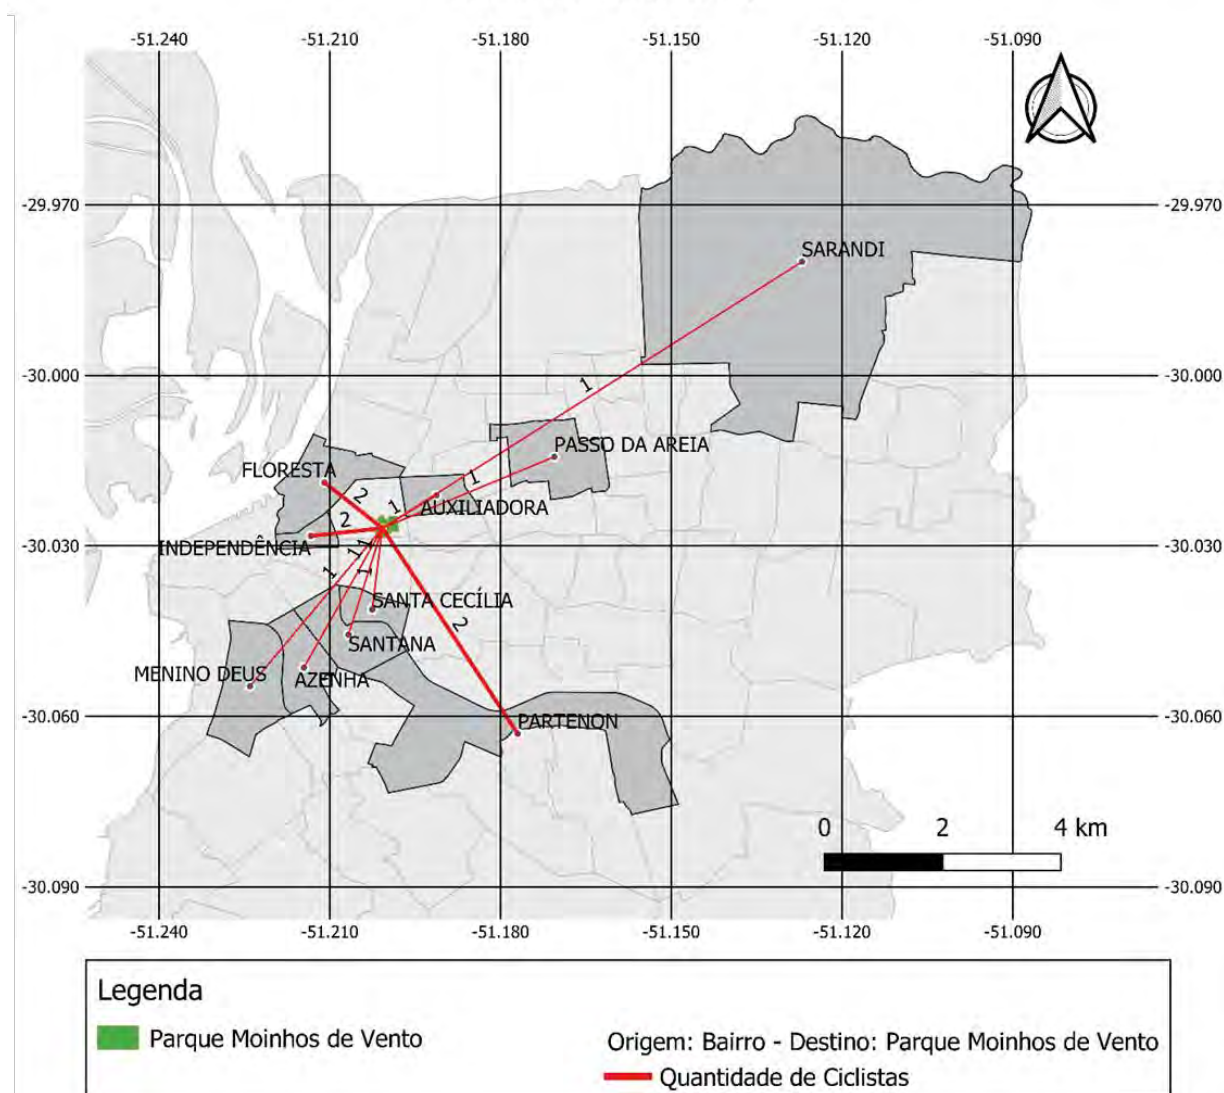 -51.240 -51.210 -51.180 -51.150 -51.120 -51.090
-29.970 -29.970
SARANDI
-30.000 -30.000
1
PASSO DA AREIA
FLORESTA
1
2
1
AUXILIADORA
2
-30.030 -30.030
INDEPENDÊNCIA
1
1
1
1
SANTA CECÍLIA
2
SANTANA
MENINO DEUS
AZENHA
-30.060 -30.060
PARTENON
0 2 4 km
-30.090 -30.090
-51.240 -51.210 -51.180 -51.150 -51.120 -51.090
Legenda
Parque Moinhos de Vento
Origem: Bairro - Destino: Parque Moinhos de Vento
Quantidade de Ciclistas